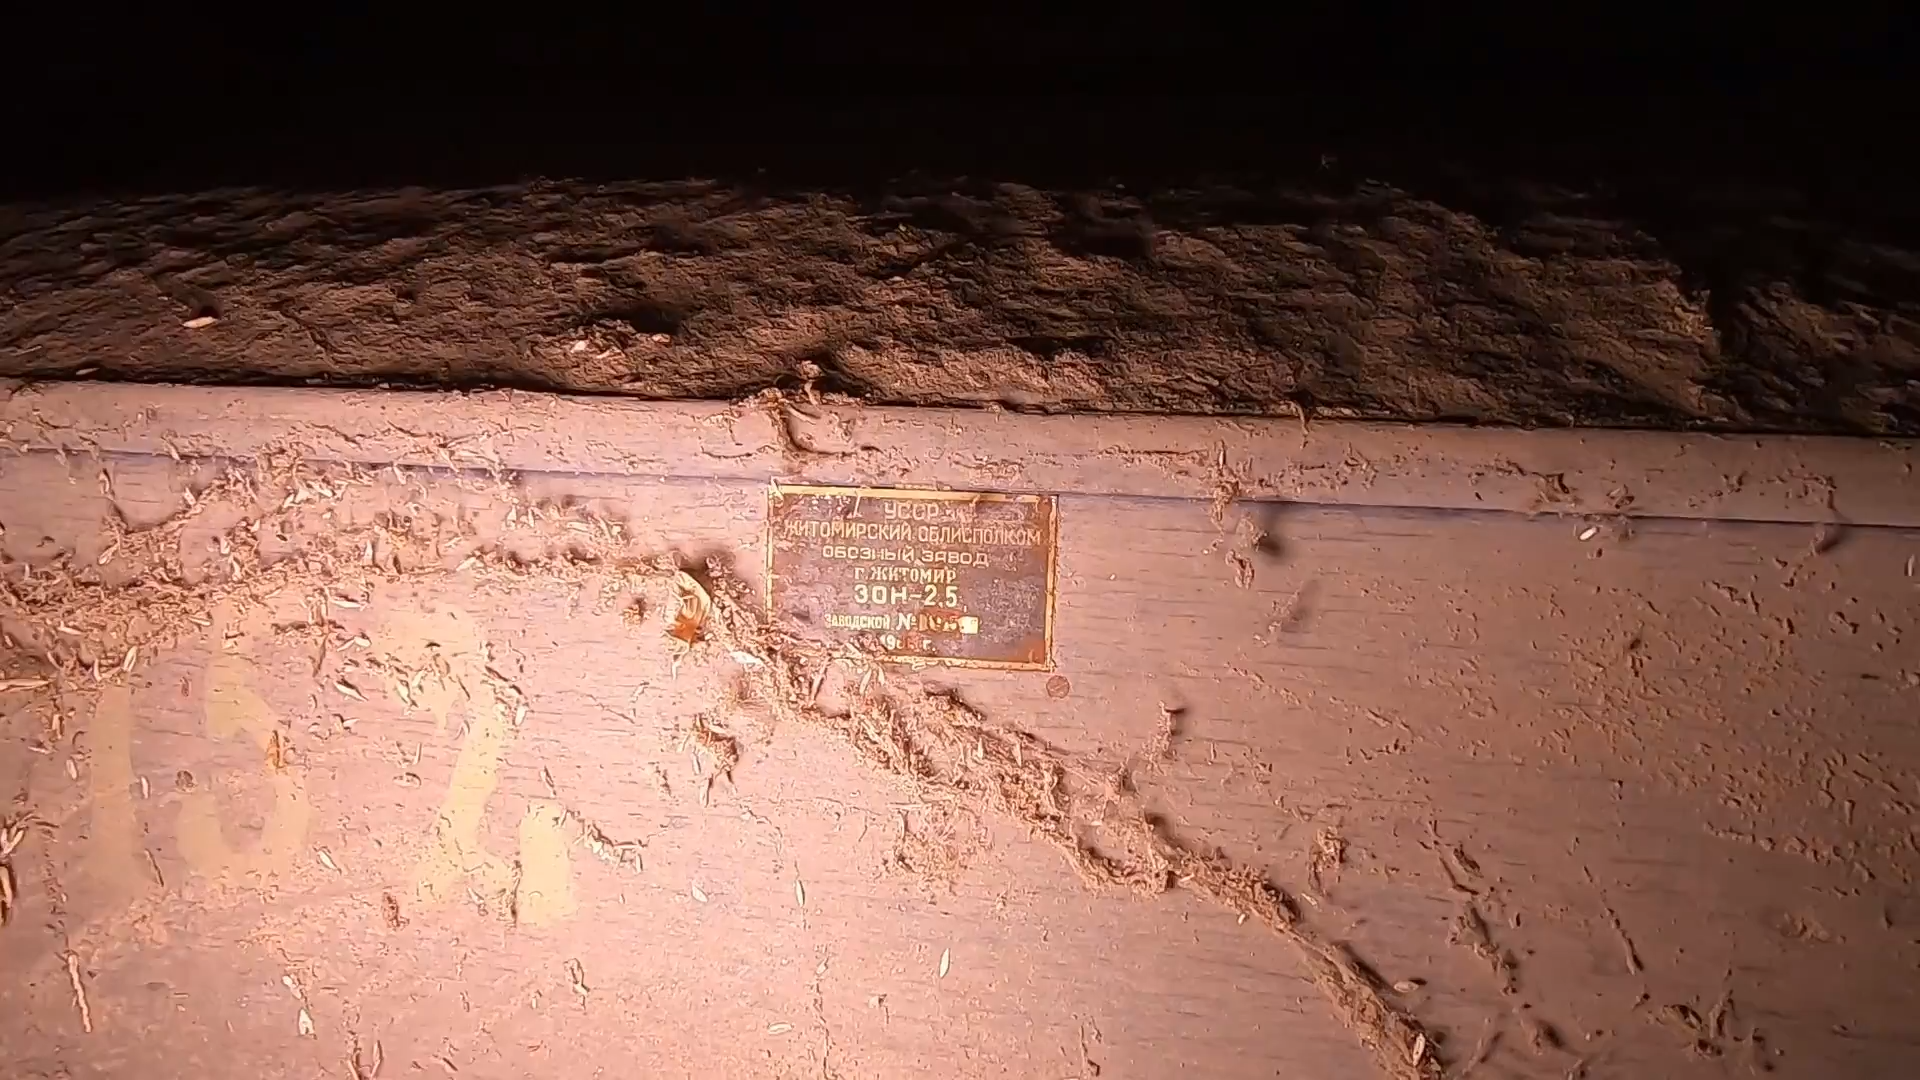 УССР
ЖИТОМИРСКИЙ ОБЛИСПОЛКОМ
ОБОЗНЫЙ ЗАВОД
г. ЖИТОМИР
ЗОН-2,5
ЗАВОДСКОЙ №